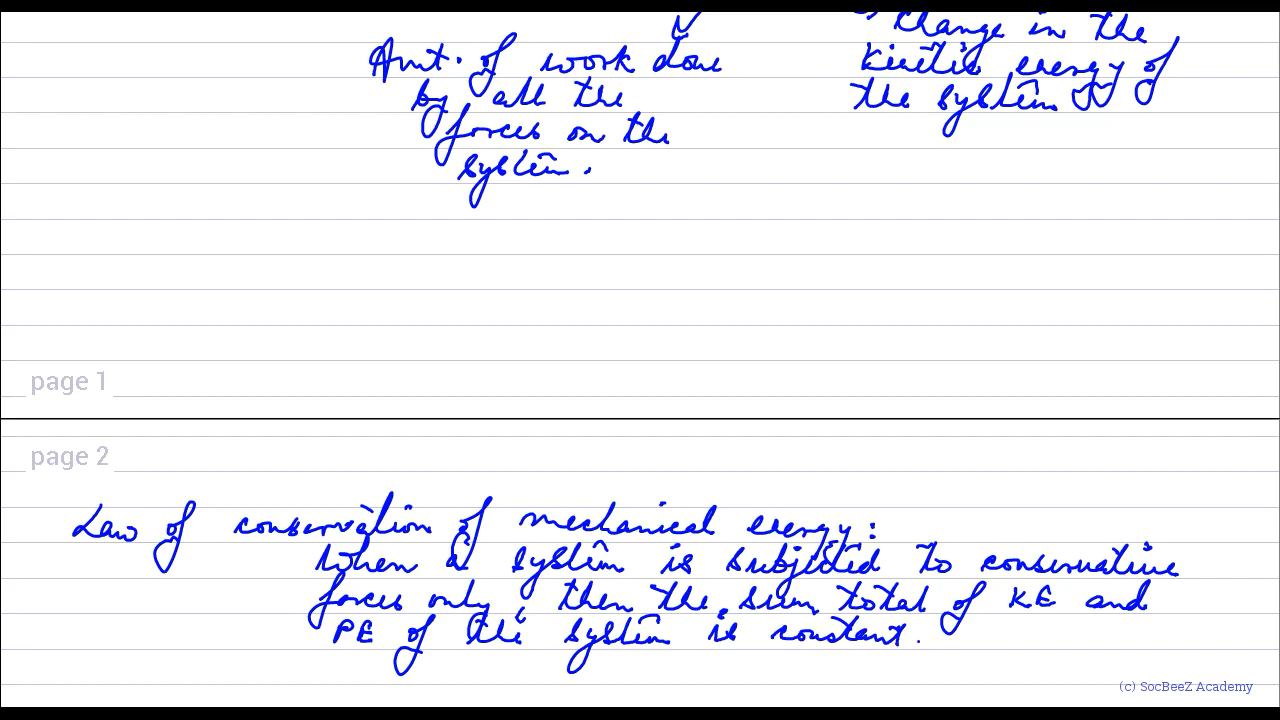 Change in the
Amt. of work done
kinetic energy of
by all the
the system
forces on the
system.
page 1
page 2
Law of conservation of mechanical energy:
When a system is subjected to conservative
forces only, then the sum total of KE and
PE of the system is constant.
(c) SocBeeZ Academy